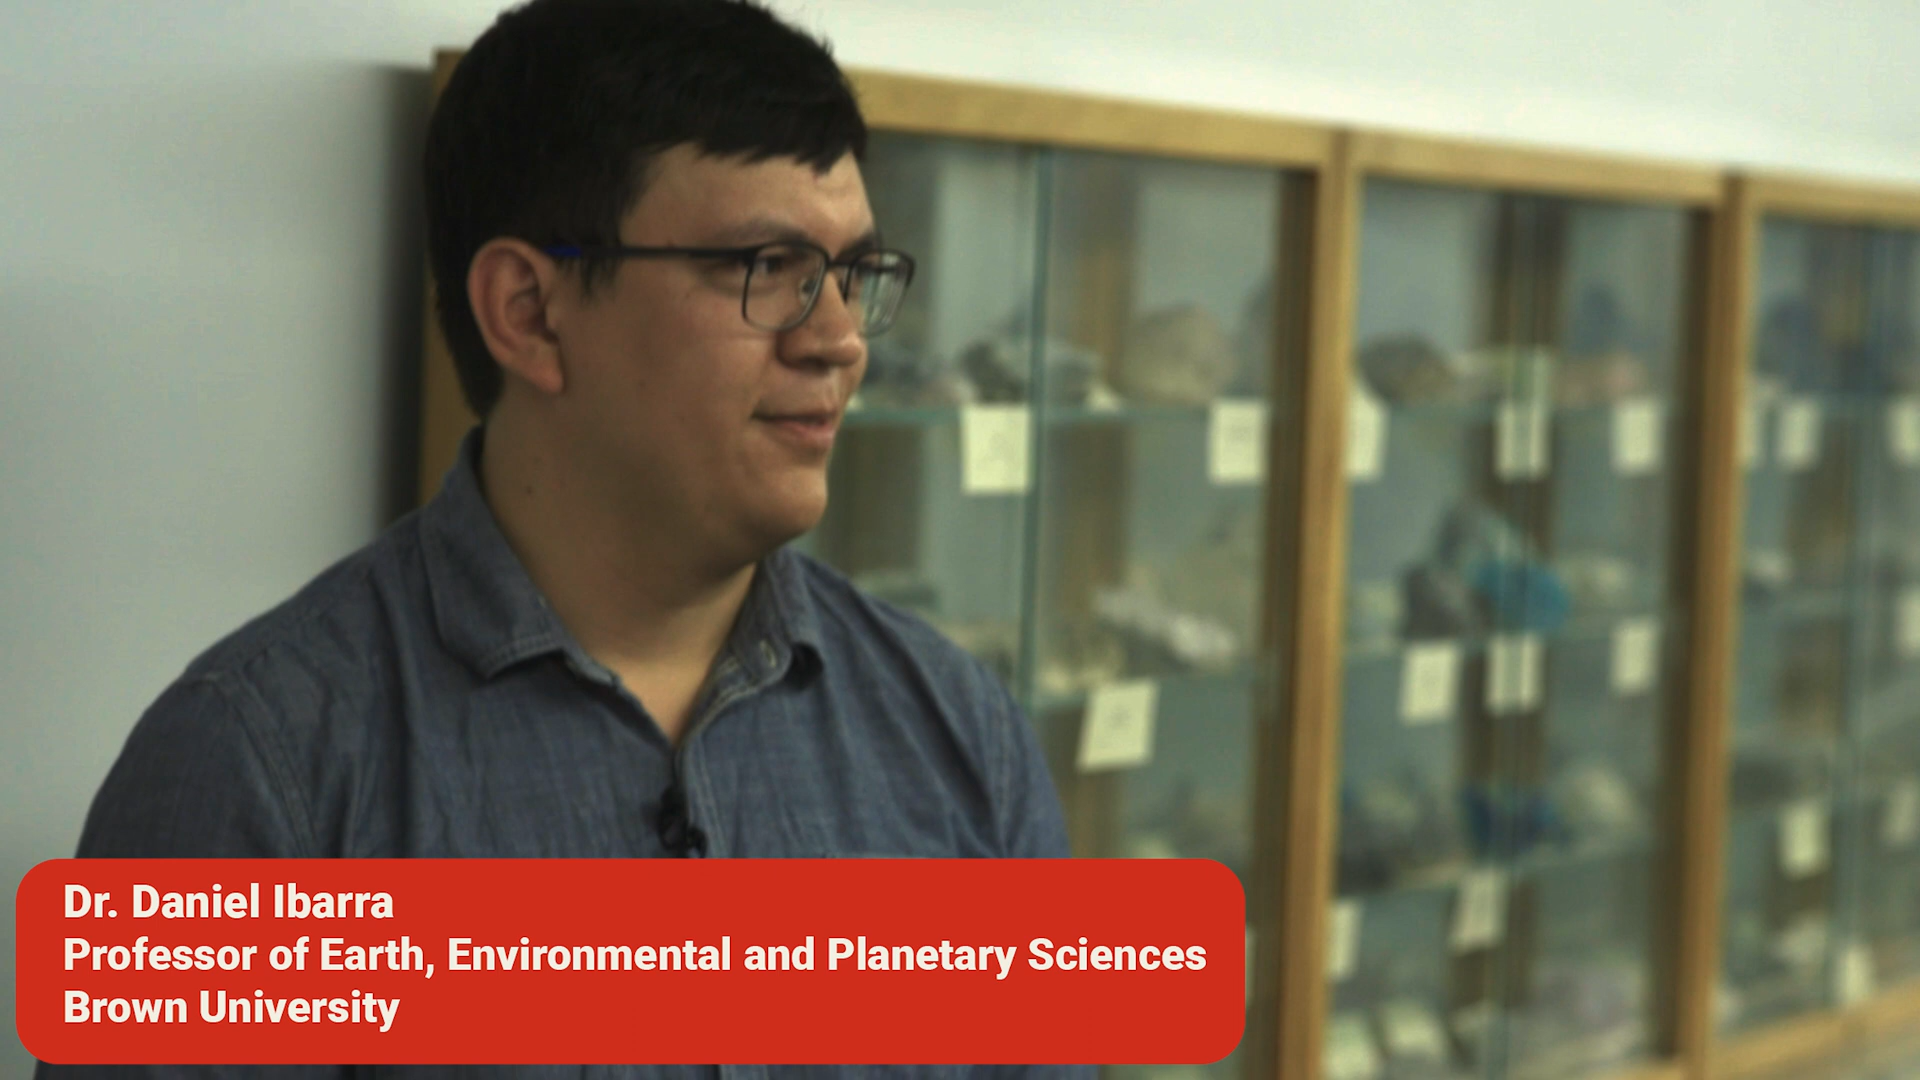 Dr. Daniel Ibarra
Professor of Earth, Environmental and Planetary Sciences
Brown University